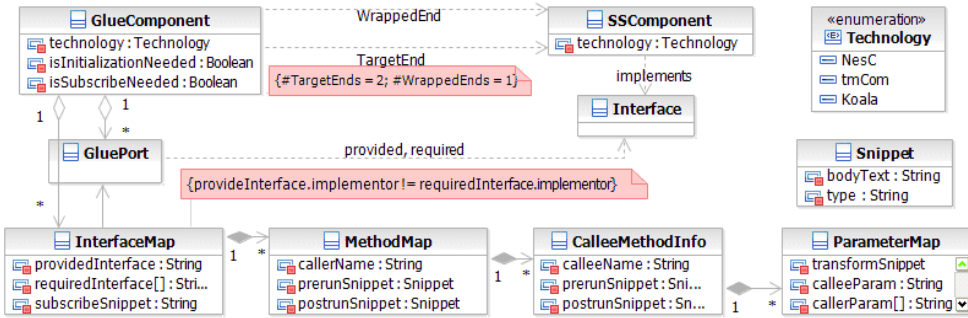 GlueComponent
technology : Technology
isInitializationNeeded : Boolean
isSubscribeNeeded : Boolean
WrappedEnd
TargetEnd
{#TargetEnds = 2; #WrappedEnds = 1}
SSComponent
technology : Technology
implements
Interface
«enumeration»
Technology
NesC
tmCom
Koala
1
1
*
GluePort
provided, required
{provideInterface.implementor != requiredInterface.implementor}
Snippet
bodyText : String
type : String
*
InterfaceMap
providedInterface : String
requiredInterface[] : Stri...
subscribeSnippet : String
1
*
MethodMap
callerName : String
prerunSnippet : Snippet
postrunSnippet : Snippet
1
*
CalleeMethodInfo
calleeName : String
prerunSnippet : Sni...
postrunSnippet : Sn...
1
*
ParameterMap
transformSnippet
calleeParam : String
callerParam[] : String